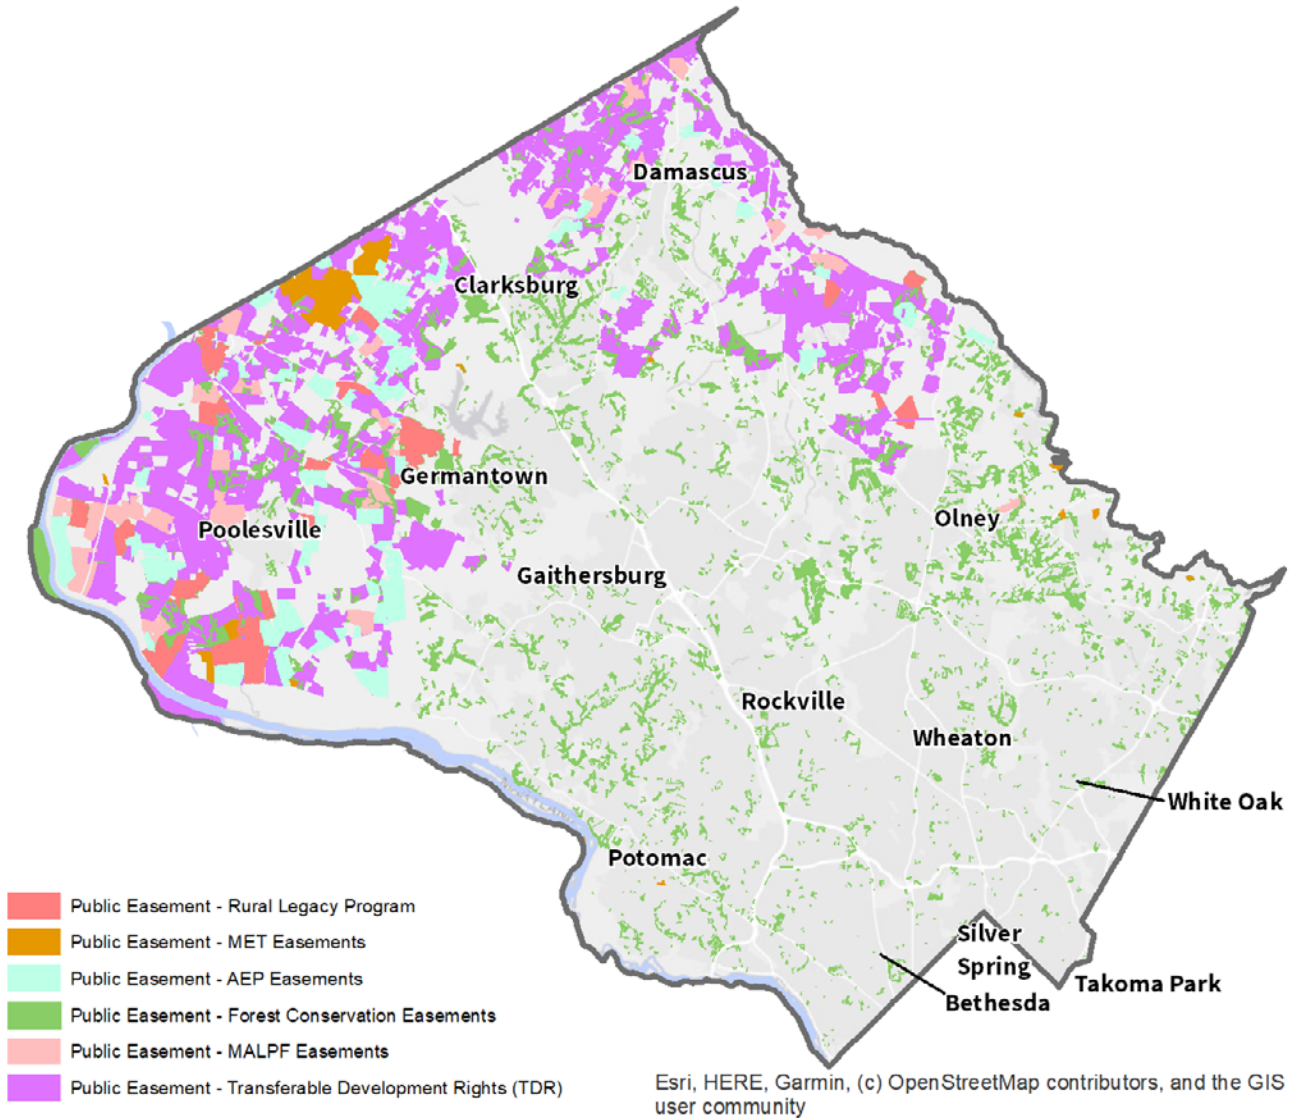 Damascus
Clarksburg
Germantown
Poolesville
Olney
Gaithersburg
Rockville
Wheaton
White Oak
Potomac
Silver
Spring
Takoma Park
Bethesda
Public Easement - Rural Legacy Program
Public Easement - MET Easements
Public Easement - AEP Easements
Public Easement - Forest Conservation Easements
Public Easement - MALPF Easements
Public Easement - Transferable Development Rights (TDR)
Esri, HERE, Garmin, (c) OpenStreetMap contributors, and the GIS
user community